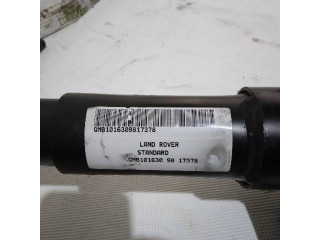 QMB1016309817378
LAND ROVER
STANDARD
QMB101630 98 17378